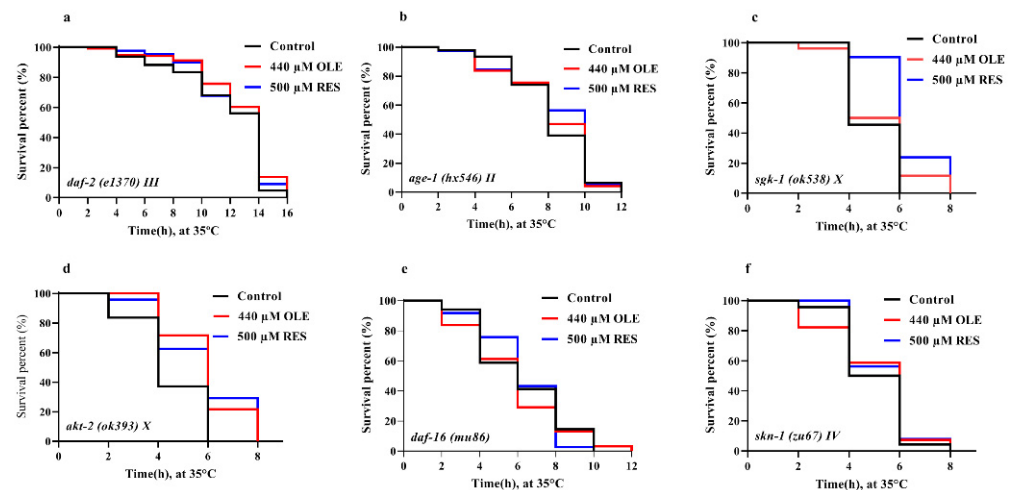 a
Survival percent (%)
100
80
60
40
20
0
Control
440 µM OLE
500 µM RES
daf-2 (e1370) III
0 2 4 6 8 10 12 14 16
Time(h), at 35°C
b
Survival percent (%)
100
80
60
40
20
0
Control
440 µM OLE
500 µM RES
age-1 (hx546) II
0 2 4 6 8 10 12
Time(h), at 35°C
c
Survival percent (%)
100
80
60
40
20
0
Control
440 µM OLE
500 µM RES
sgk-1 (ok538) X
0 2 4 6 8
Time(h), at 35°C
d
Survival percent (%)
100
80
60
40
20
0
Control
440 µM OLE
500 µM RES
akt-2 (ok393) X
0 2 4 6 8
Time(h), at 35°C
e
Survival percent (%)
100
80
60
40
20
0
Control
440 µM OLE
500 µM RES
daf-16 (mu86)
0 2 4 6 8 10 12
Time(h), at 35°C
f
Survival percent (%)
100
80
60
40
20
0
Control
440 µM OLE
500 µM RES
skn-1 (zu67) IV
0 2 4 6 8
Time(h), at 35°C